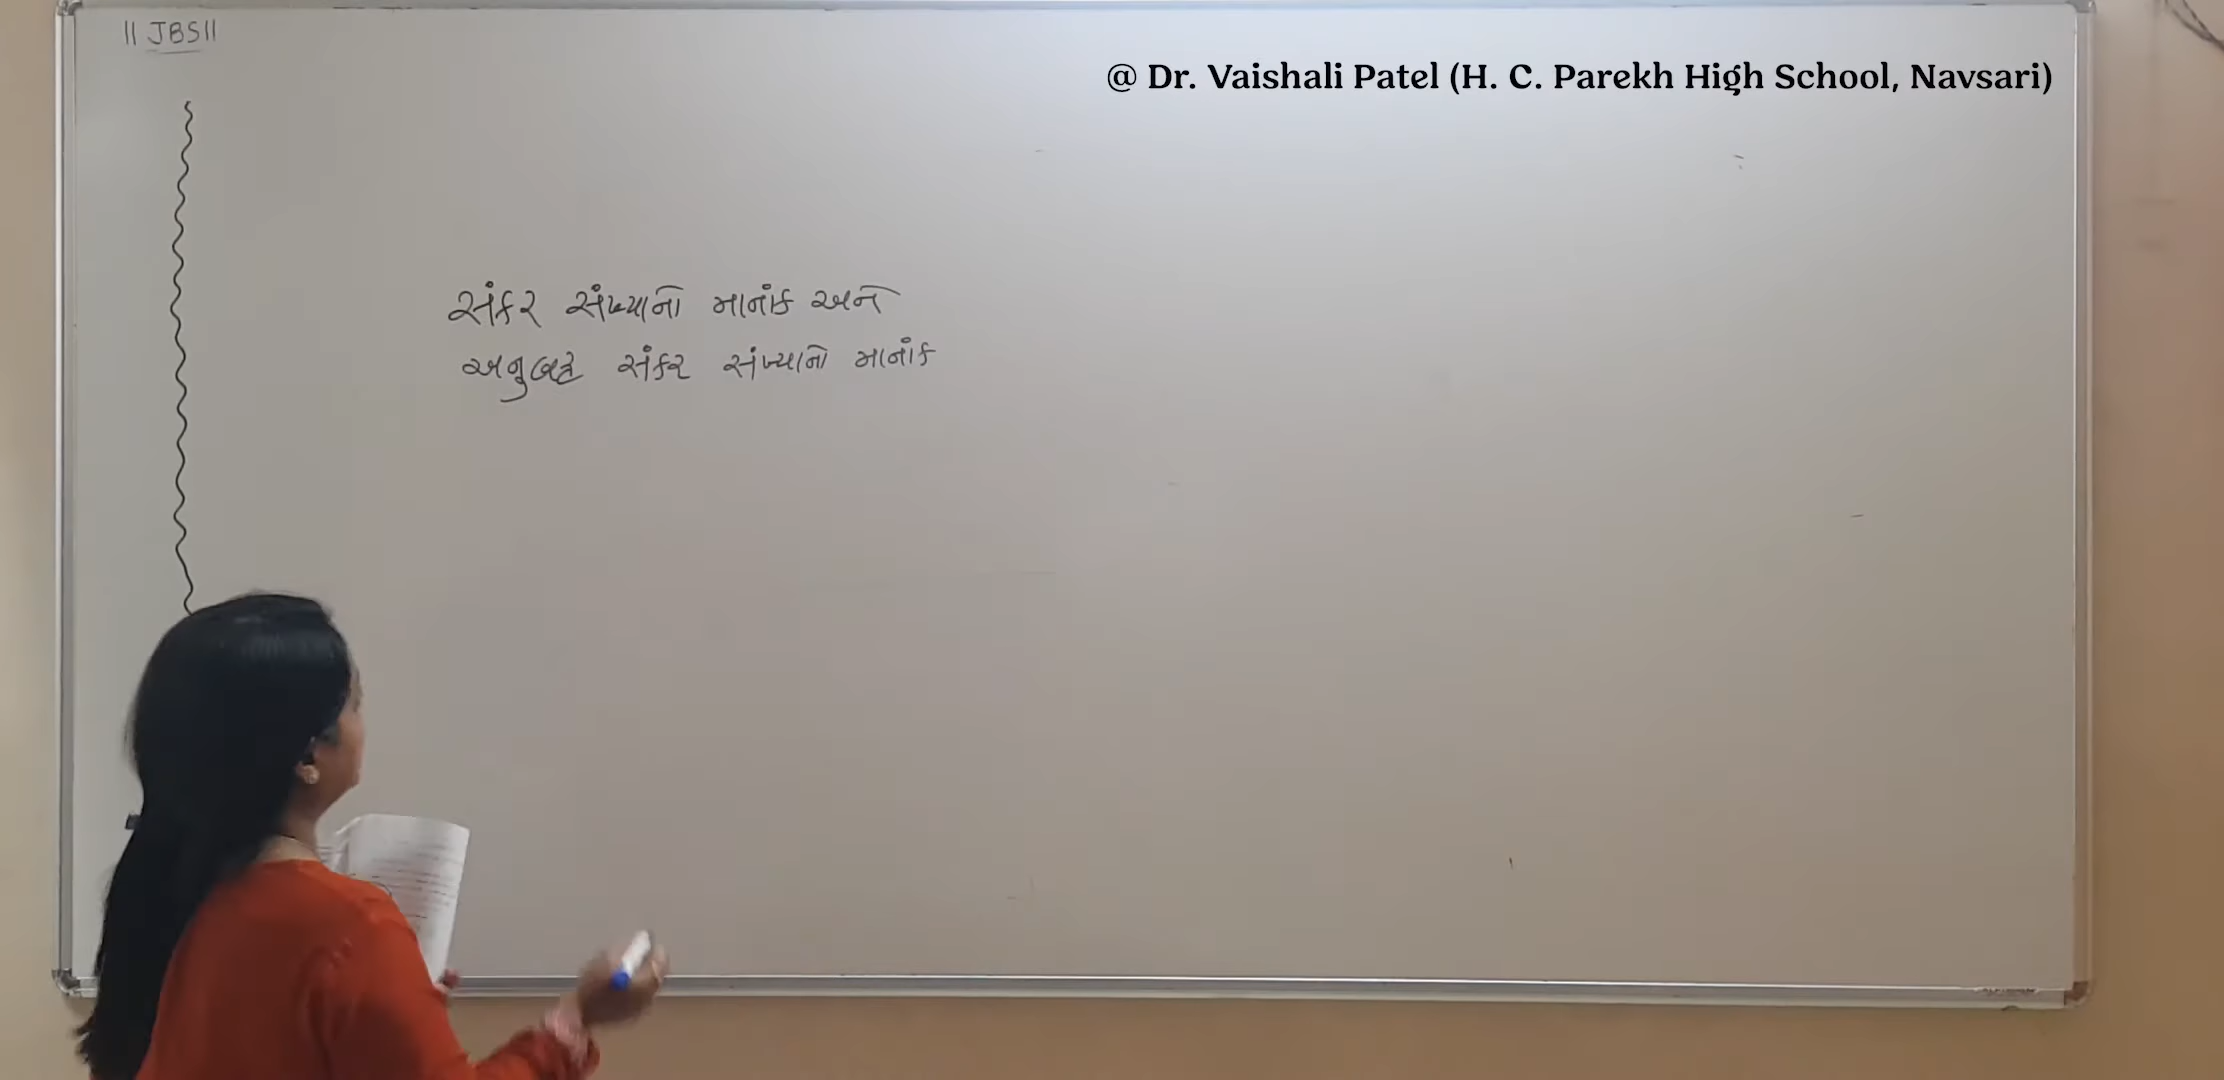 || JBS ||
@ Dr. Vaishali Patel (H. C. Parekh High School, Navsari)
સંકર સંખ્યાનો માનાંક અને
અનુબદ્ધ સંકર સંખ્યાનો માનાંક